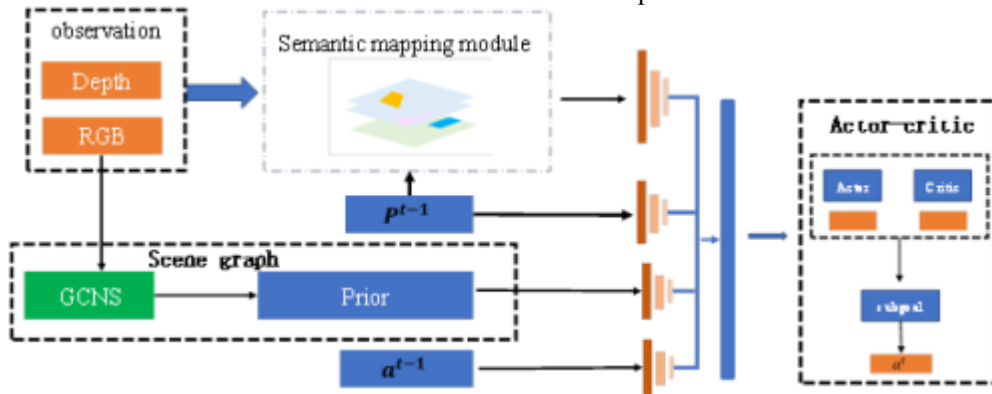 observation
Depth
RGB
Semantic mapping module
P^{t-1}
Scene graph
GCNS
Prior
a^{t-1}
Actor-critic
Actor
Critic
subgoal
a^t